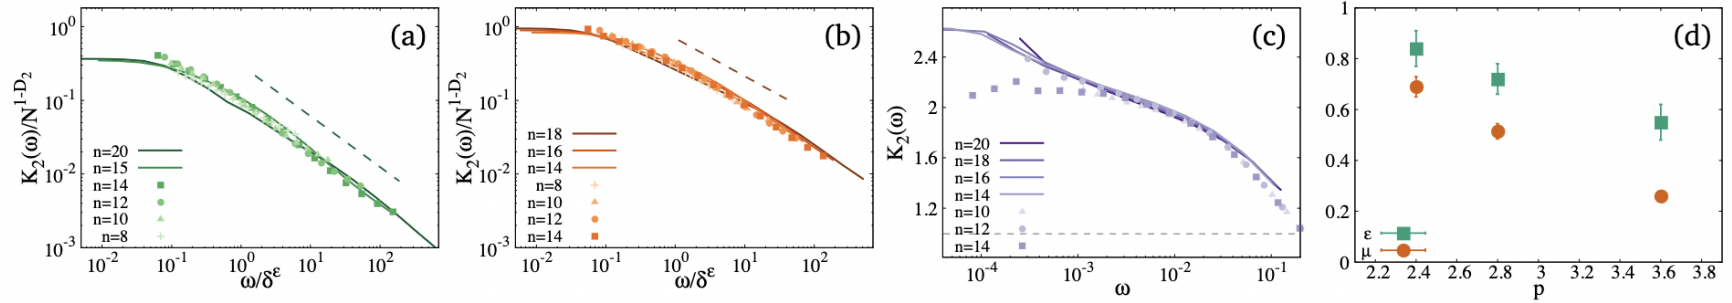 (a)
K₂(ω)/N^{1-D₂}
10⁰
10⁻¹
10⁻²
10⁻³
n=20
n=15
n=14
n=12
n=10
n=8
10⁻² 10⁻¹ 10⁰ 10¹ 10²
ω/δ^ε
(b)
K₂(ω)/N^{1-D₂}
10⁰
10⁻¹
10⁻²
10⁻³
n=18
n=16
n=14
n=8
n=10
n=12
n=14
10⁻² 10⁻¹ 10⁰ 10¹ 10²
ω/δ^ε
(c)
K₂(ω)
2.4
2
1.6
1.2
n=20
n=18
n=16
n=14
n=10
n=12
n=14
10⁻⁴ 10⁻³ 10⁻² 10⁻¹
ω
(d)
1
0.8
0.6
0.4
0.2
0
ε
μ
2.2 2.4 2.6 2.8 3 3.2 3.4 3.6 3.8
p